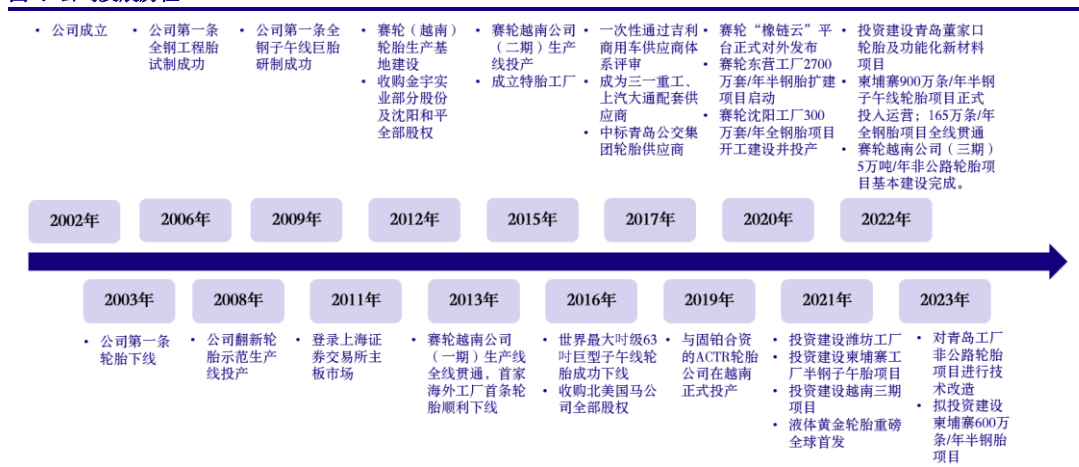 • 公司成立
• 公司第一条
全钢工程胎
试制成功
• 公司第一条全
钢子午线巨胎
研制成功
• 赛轮（越南）
轮胎生产基
地建设
• 收购金宇实
业部分股份
及沈阳和平
全部股权
• 赛轮越南公司
（二期）生产
线投产
• 成立特胎工厂
• 一次性通过吉利
商用车供应商体
系评审
• 成为三一重工、
上汽大通配套供
应商
• 中标青岛公交集
团轮胎供应商
• 赛轮“橡链云”平
台正式对外发布
• 赛轮东营工厂2700
万套/年半钢胎扩建
项目启动
• 赛轮沈阳工厂300
万套/年全钢胎项目
开工建设并投产
• 投资建设青岛董家口
轮胎及功能化新材料
项目
• 柬埔寨900万条/年半钢
子午线轮胎项目正式
投入运营；165万条/年
全钢胎项目全线贯通
• 赛轮越南公司（三期）
5万吨/年非公路轮胎项
目基本建设完成。
2002年
2006年
2009年
2012年
2015年
2017年
2020年
2022年
2003年
2008年
2011年
2013年
2016年
2019年
2021年
2023年
• 公司第一条
轮胎下线
• 公司翻新轮
胎示范生产
线投产
• 登录上海证
券交易所主
板市场
• 赛轮越南公司
（一期）生产线
全线贯通，首家
海外工厂首条轮
胎顺利下线
• 世界最大吋级63
吋巨型子午线轮
胎成功下线
• 收购北美国马公
司全部股权
• 与固铂合资
的ACTR轮胎
公司在越南
正式投产
• 投资建设潍坊工厂
• 投资建设柬埔寨工
厂半钢子午胎项目
• 投资建设越南三期
项目
• 液体黄金轮胎重磅
全球首发
• 对青岛工厂
非公路轮胎
项目进行技
术改造
• 拟投资建设
柬埔寨600万
条/年半钢胎
项目